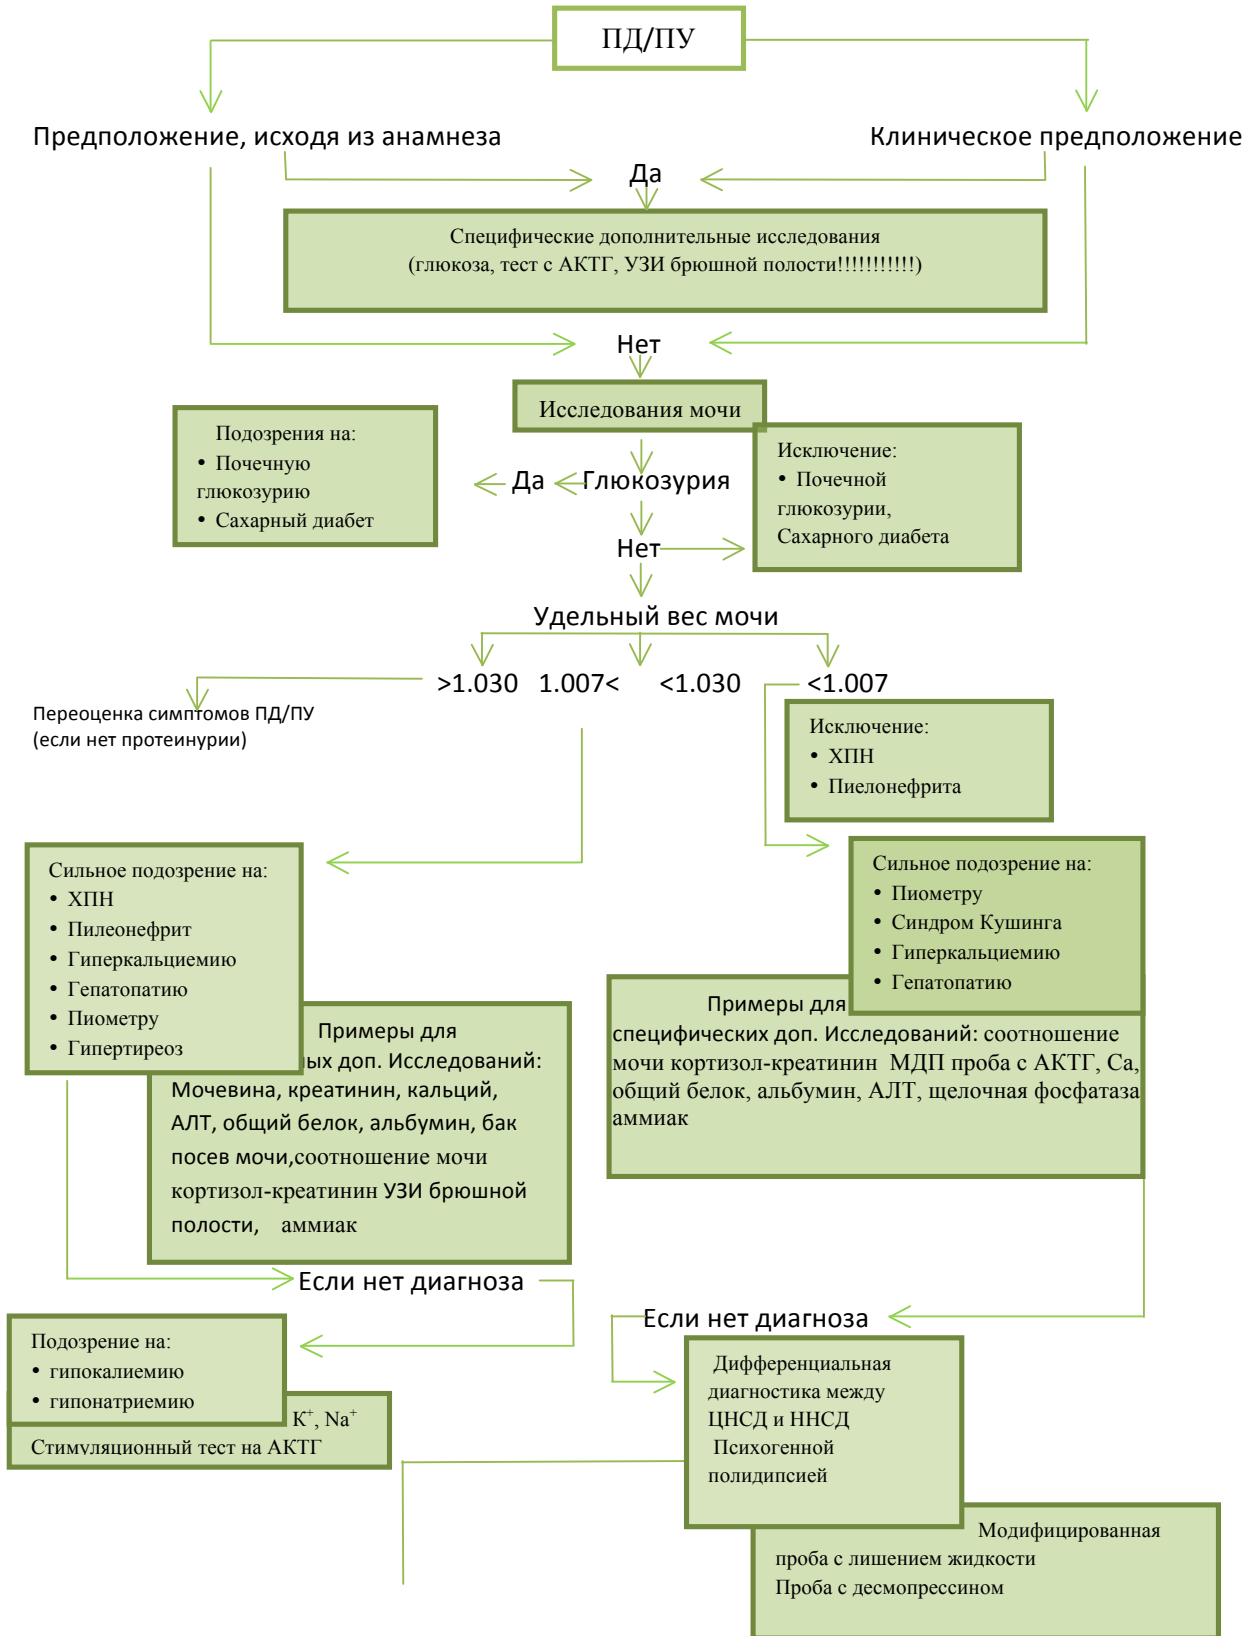 ПД/ПУ
Предположение, исходя из анамнеза
Клиническое предположение
Да
Специфические дополнительные исследования
(глюкоза, тест с АКТГ, УЗИ брюшной полости!!!!!!!!!!!)
Нет
Исследования мочи
Подозрения на:
• Почечную
глюкозурию
• Сахарный диабет
Да
Глюкозурия
Исключение:
• Почечной
глюкозурии,
Сахарного диабета
Нет
Удельный вес мочи
>1.030 1.007< <1.030 <1.007
Переоценка симптомов ПД/ПУ
(если нет протеинурии)
Исключение:
• ХПН
• Пиелонефрита
Сильное подозрение на:
• ХПН
• Пилеонефрит
• Гиперкальциемию
• Гепатопатию
• Пиометру
• Гипертиреоз
Сильное подозрение на:
• Пиометру
• Синдром Кушинга
• Гиперкальциемию
• Гепатопатию
Примеры для
ых доп. Исследований:
Мочевина, креатинин, кальций,
АЛТ, общий белок, альбумин, бак
посев мочи,соотношение мочи
кортизол-креатинин УЗИ брюшной
полости, аммиак
Примеры для
специфических доп. Исследований: соотношение
мочи кортизол-креатинин МДП проба с АКТГ, Са,
общий белок, альбумин, АЛТ, щелочная фосфатаза
аммиак
Если нет диагноза
Если нет диагноза
Подозрение на:
• гипокалиемию
• гипонатриемию
K⁺, Na⁺
Стимуляционный тест на АКТГ
Дифференциальная
диагностика между
ЦНСД и ННСД
Психогенной
полидипсией
Модифицированная
проба с лишением жидкости
Проба с десмопрессином